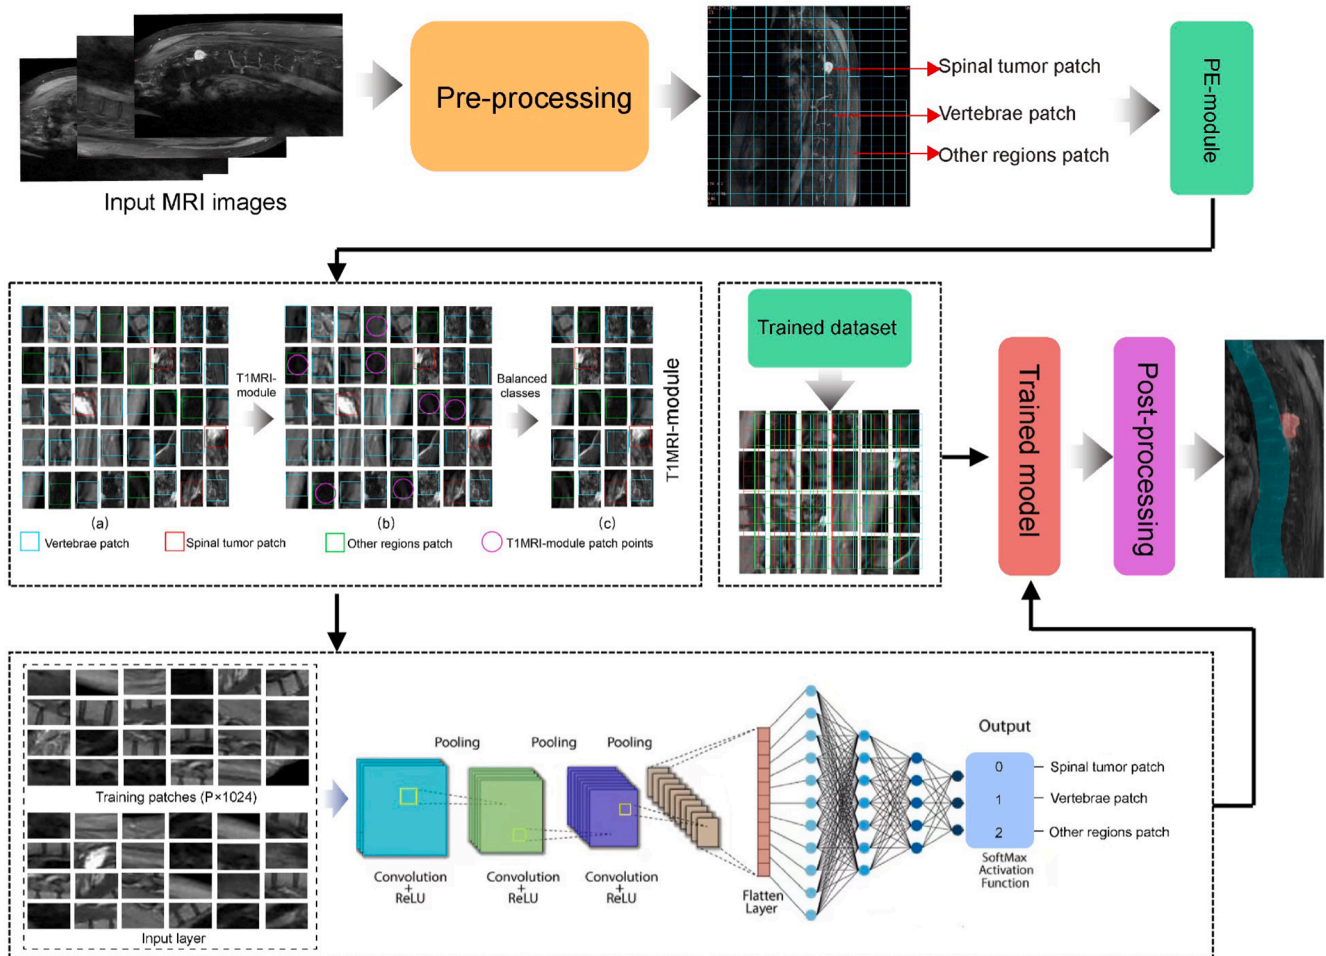 Input MRI images
Pre-processing
Spinal tumor patch
Vertebrae patch
Other regions patch
PE-module
T1MRI-
module
Balanced
classes
T1MRI-module
(a)
(b)
(c)
Vertebrae patch
Spinal tumor patch
Other regions patch
T1MRI-module patch points
Trained dataset
Trained model
Post-processing
Training patches (P×1024)
Input layer
Pooling
Pooling
Pooling
Convolution
+
ReLU
Convolution
+
ReLU
Convolution
+
ReLU
Flatten
Layer
Output
0
Spinal tumor patch
1
Vertebrae patch
2
Other regions patch
SoftMax
Activation
Function